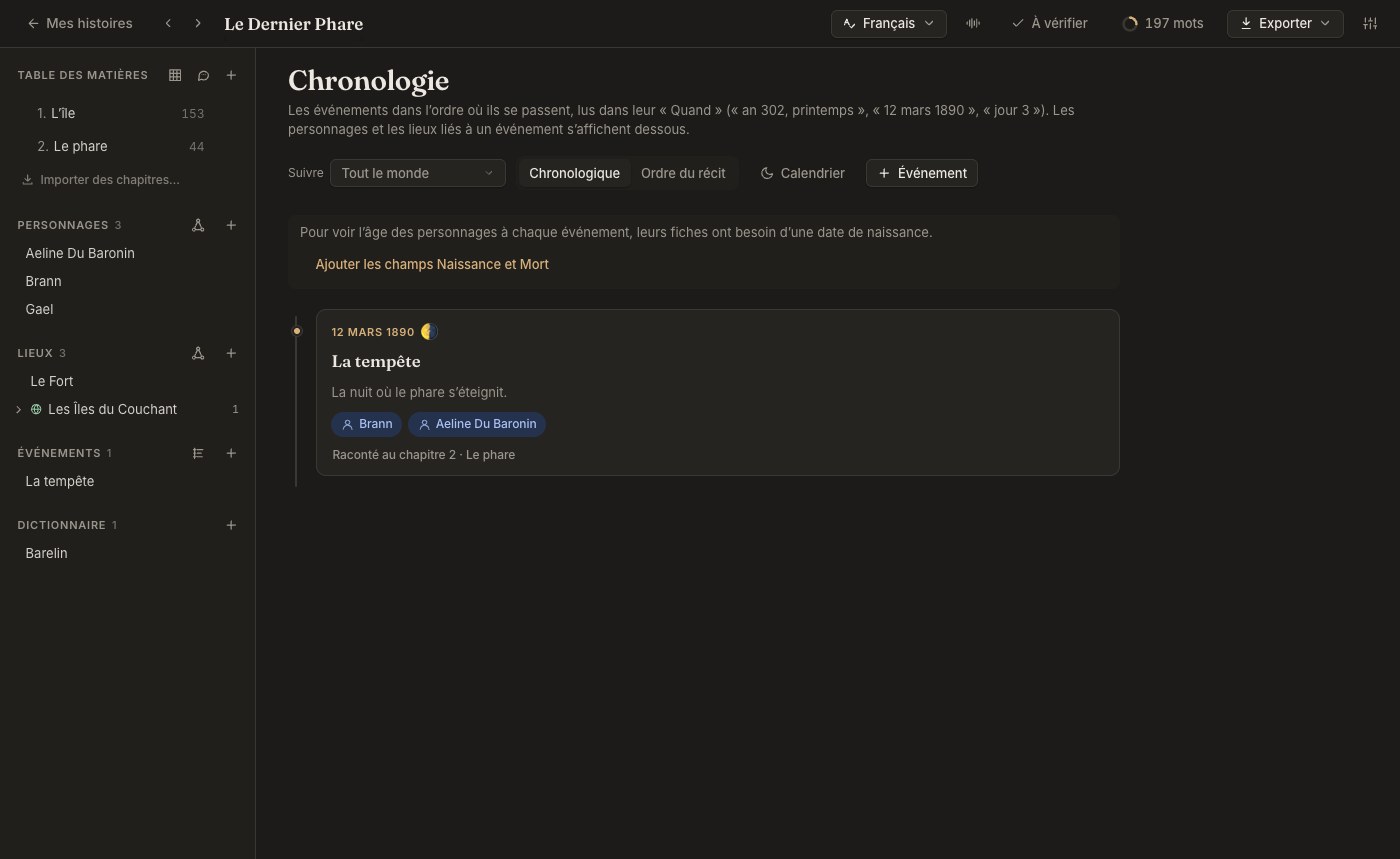 Mes histoires
Le Dernier Phare
Français
À vérifier
197 mots
Exporter
TABLE DES MATIÈRES
1. L’île 153
2. Le phare 44
Importer des chapitres...
PERSONNAGES 3
Aeline Du Baronin
Brann
Gael
LIEUX 3
Le Fort
Les Îles du Couchant 1
ÉVÉNEMENTS 1
La tempête
DICTIONNAIRE 1
Barelin
Chronologie
Les événements dans l’ordre où ils se passent, lus dans leur « Quand » (« an 302, printemps », « 12 mars 1890 », « jour 3 »). Les
personnages et les lieux liés à un événement s’affichent dessous.
Suivre
Tout le monde
Chronologique
Ordre du récit
Calendrier
Événement
Pour voir l’âge des personnages à chaque événement, leurs fiches ont besoin d’une date de naissance.
Ajouter les champs Naissance et Mort
12 MARS 1890
La tempête
La nuit où le phare s’éteignit.
Brann
Aeline Du Baronin
Raconté au chapitre 2 · Le phare